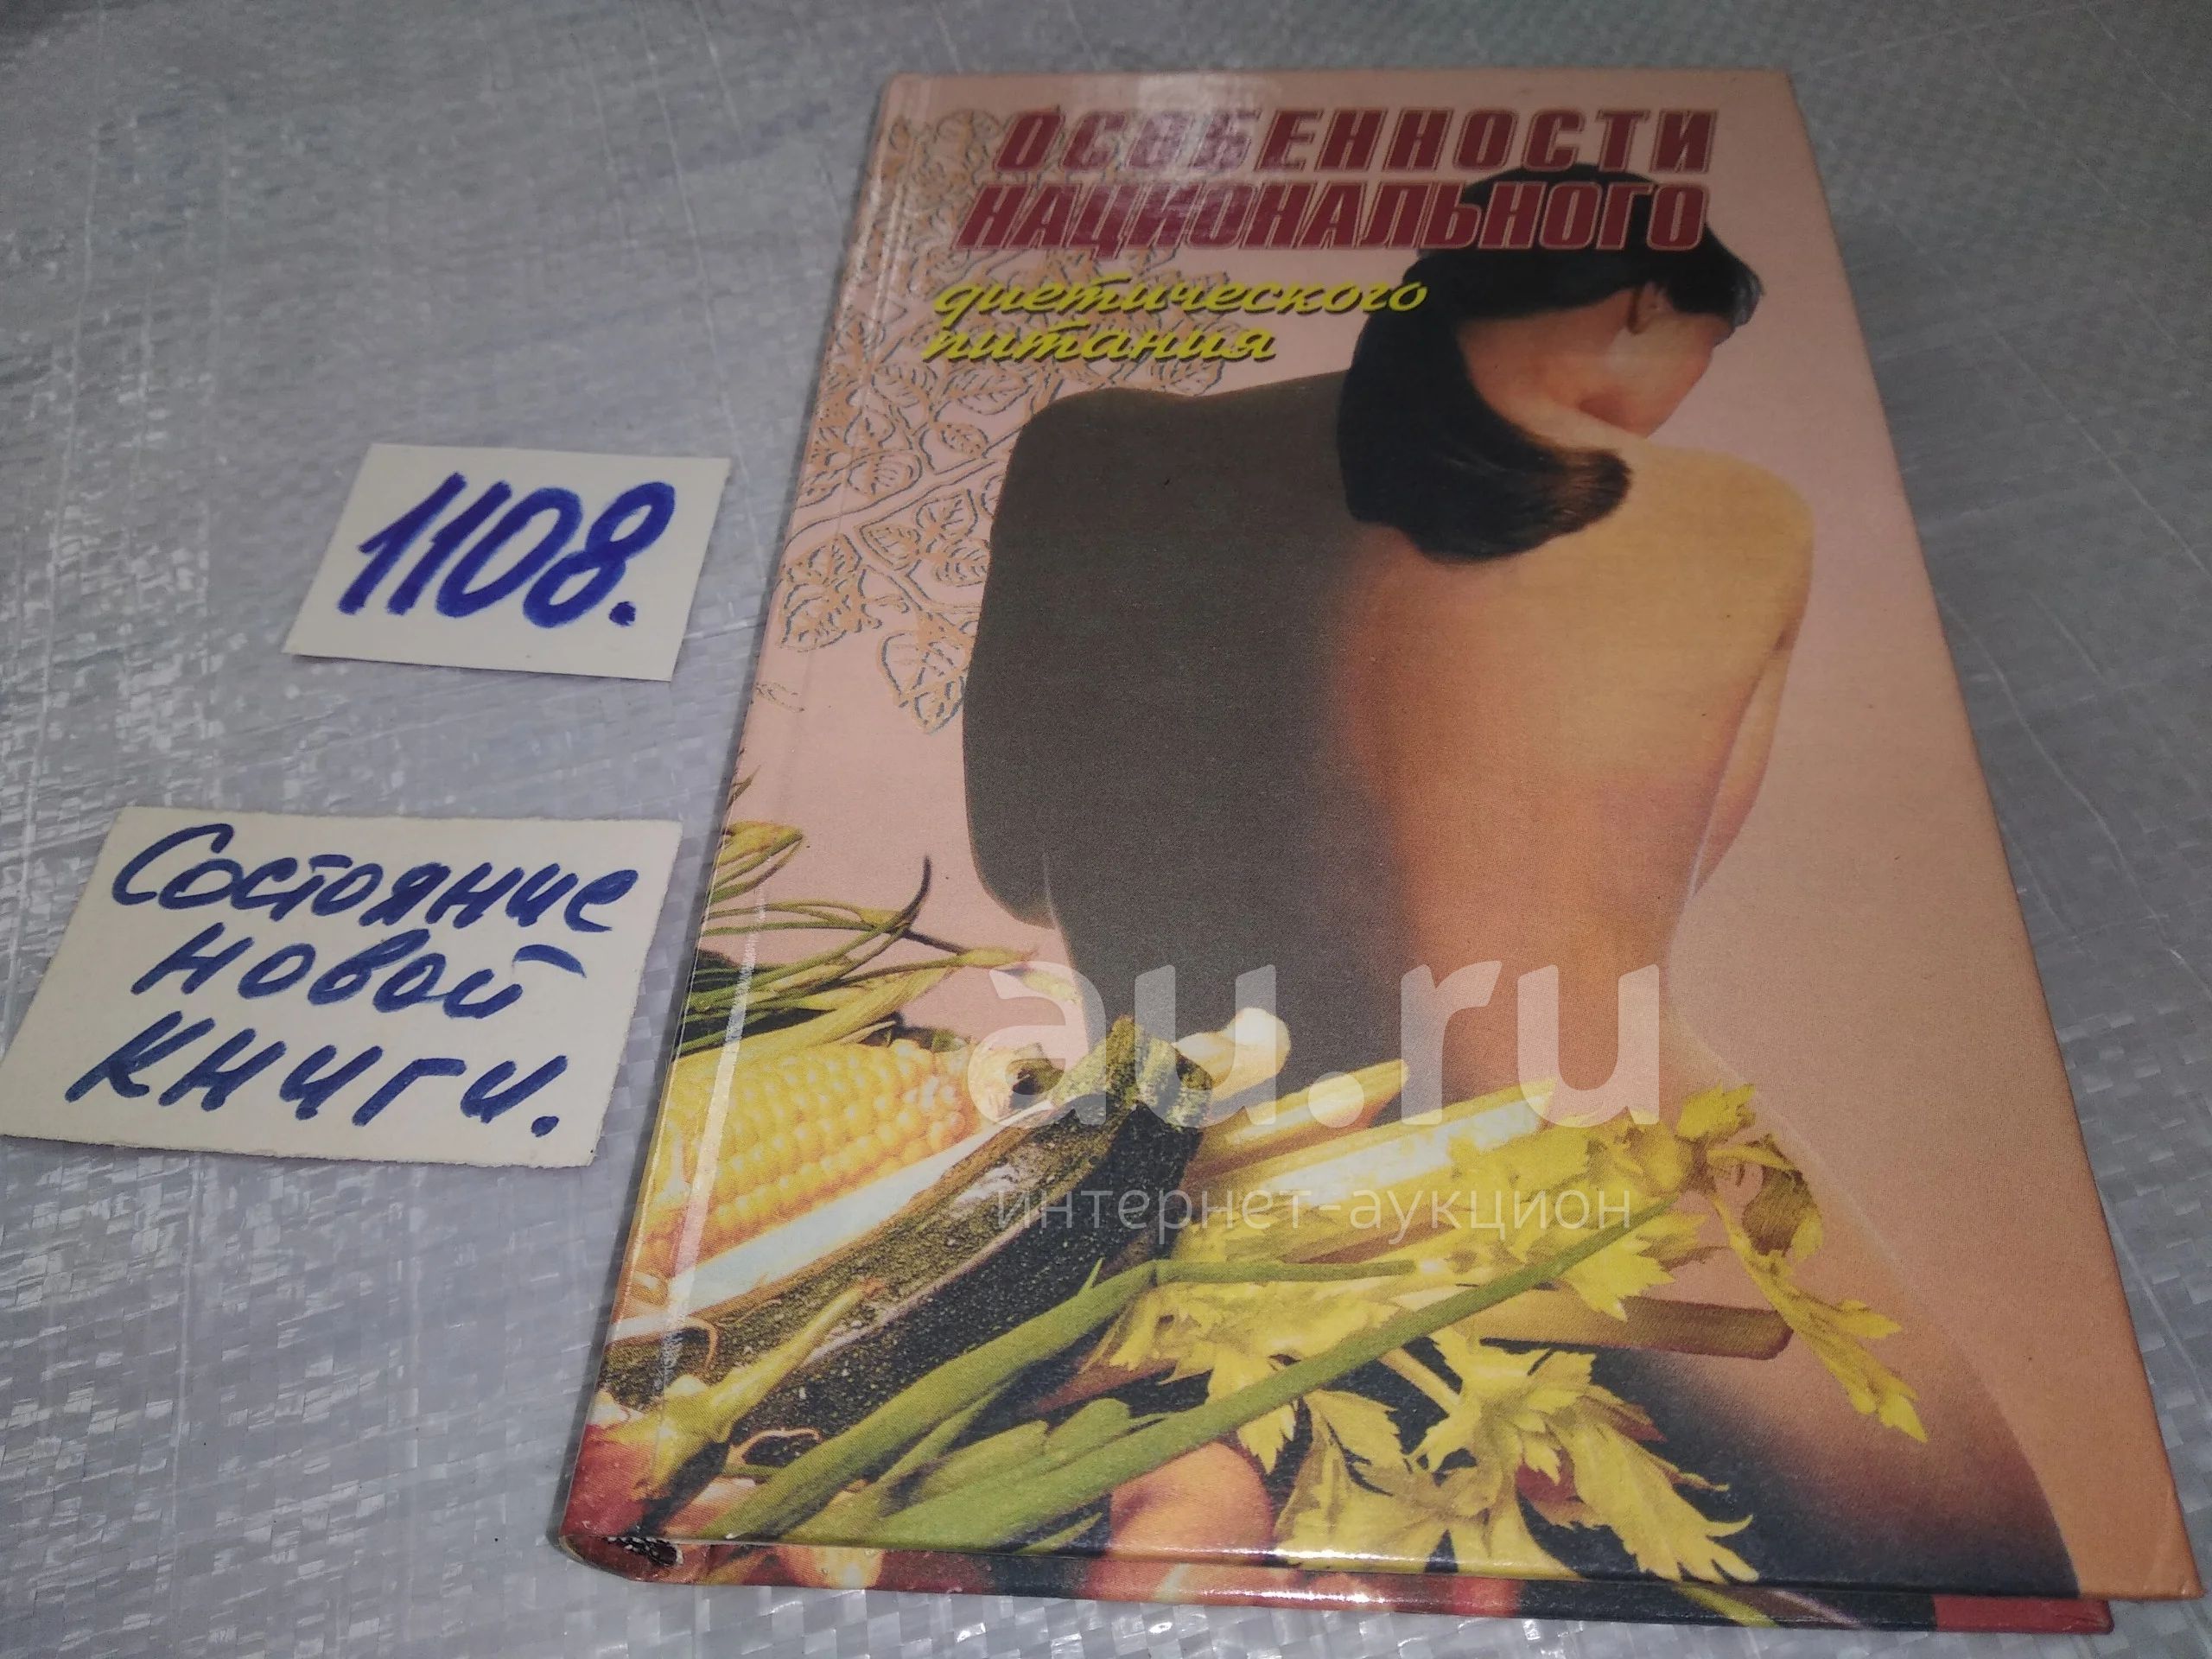 ОСОБЕННОСТИ
НАЦИОНАЛЬНОГО
диетического
питания
1108.
Состояние
новой
книги.
au.ru
интернет-аукцион